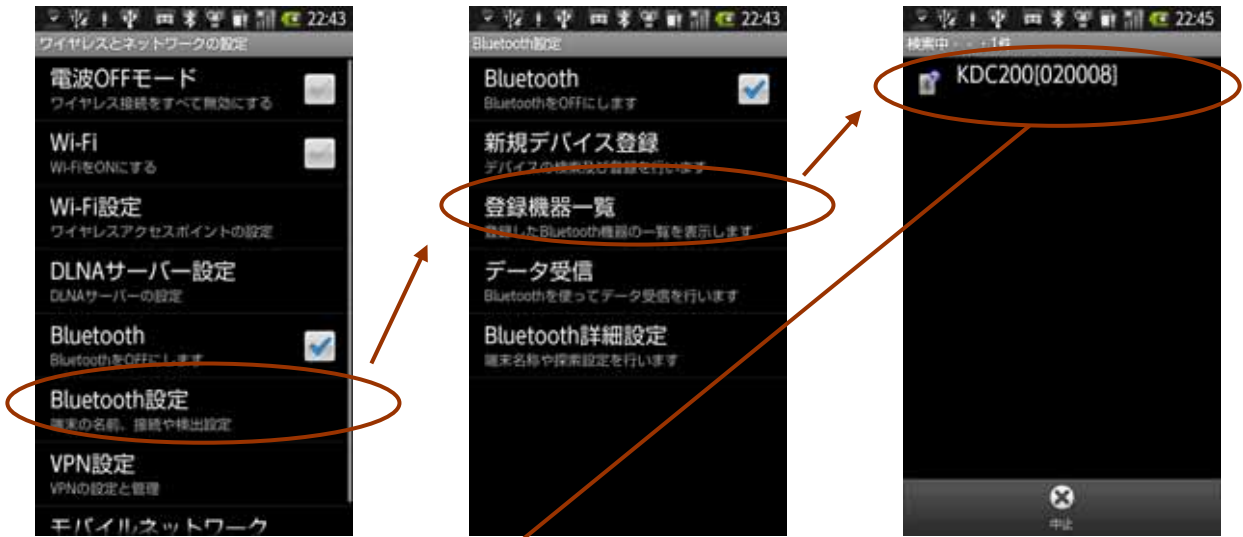 22:43
ワイヤレスとネットワークの設定
電波OFFモード
ワイヤレス接続をすべて無効にする
Wi-Fi
Wi-FiをONにする
Wi-Fi設定
ワイヤレスアクセスポイントの設定
DLNAサーバー設定
DLNAサーバーの設定
Bluetooth
BluetoothをOFFにします
Bluetooth設定
端末の名前、接続や検出設定
VPN設定
VPNの設定と管理
モバイルネットワーク
22:43
Bluetooth設定
Bluetooth
BluetoothをOFFにします
新規デバイス登録
デバイスの検索及び登録を行います
登録機器一覧
登録したBluetooth機器の一覧を表示します
データ受信
Bluetoothを使ってデータ受信を行います
Bluetooth詳細設定
端末名称や探索設定を行います
22:45
検索中・・・1件
KDC200[020008]
中止